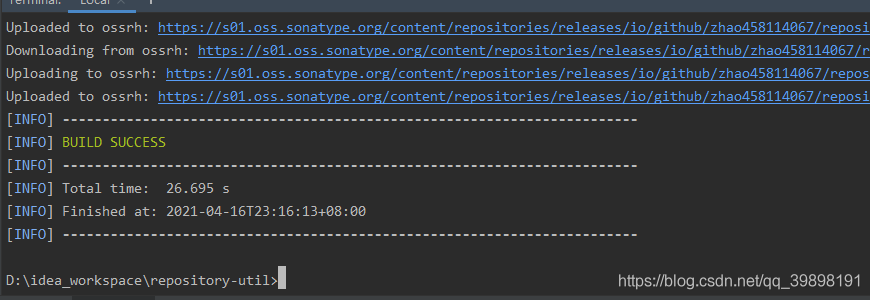 Terminal: Local × +
Uploaded to ossrh: https://s01.oss.sonatype.org/content/repositories/releases/io/github/zhao458114067/reposi
Downloading from ossrh: https://s01.oss.sonatype.org/content/repositories/releases/io/github/zhao458114067/r
Uploading to ossrh: https://s01.oss.sonatype.org/content/repositories/releases/io/github/zhao458114067/repos
Uploaded to ossrh: https://s01.oss.sonatype.org/content/repositories/releases/io/github/zhao458114067/reposi
[INFO] ------------------------------------------------------------------------
[INFO] BUILD SUCCESS
[INFO] ------------------------------------------------------------------------
[INFO] Total time:  26.695 s
[INFO] Finished at: 2021-04-16T23:16:13+08:00
[INFO] ------------------------------------------------------------------------
D:\idea_workspace\repository-util>
https://blog.csdn.net/qq_39898191